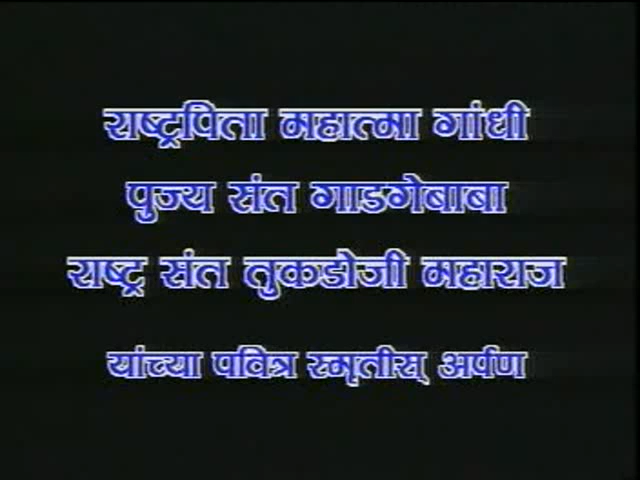 राष्ट्रपिता महात्मा गांधी
पुज्य संत गाडगेबाबा
राष्ट्र संत तुकडोजी महाराज
यांच्या पवित्र स्मृतीस् अर्पण